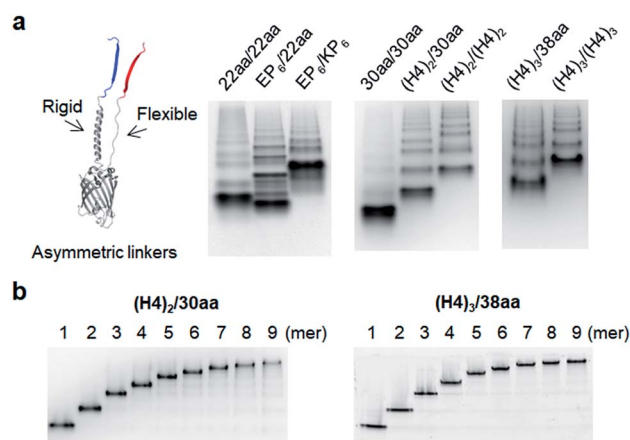 a
22aa/22aa
EP₆/22aa
EP₆/KP₆
30aa/30aa
(H4)₂/30aa
(H4)₂/(H4)₂
(H4)₃/38aa
(H4)₃/(H4)₃
Rigid
Flexible
Asymmetric linkers
b
(H4)₂/30aa
1 2 3 4 5 6 7 8 9 (mer)
(H4)₃/38aa
1 2 3 4 5 6 7 8 9 (mer)